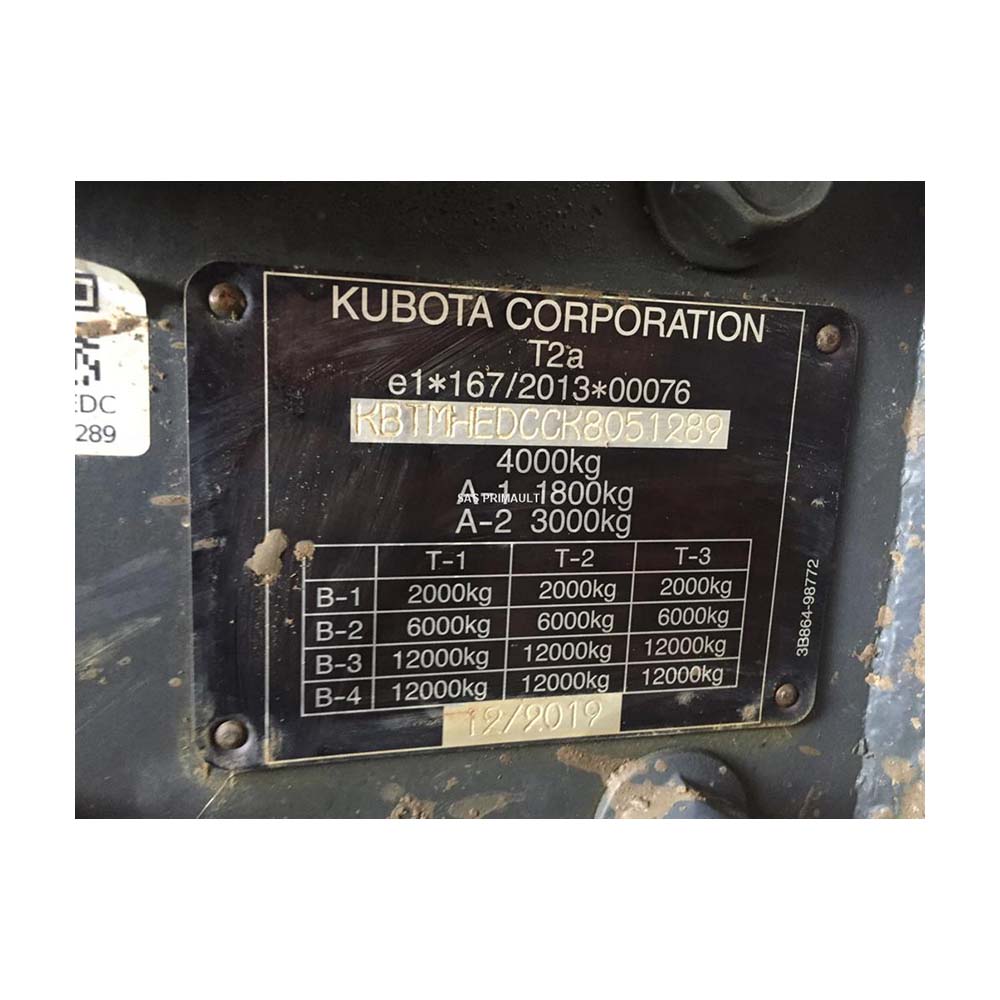 KUBOTA CORPORATION
T2a
e1*167/2013*00076
KBTMHEDCCK8051289
4000kg
A-1 1800kg
A-2 3000kg
SAS PRIMAULT
T-1 T-2 T-3
B-1 2000kg 2000kg 2000kg
B-2 6000kg 6000kg 6000kg
B-3 12000kg 12000kg 12000kg
B-4 12000kg 12000kg 12000kg
12/2019
3B864-98772
EDC
289